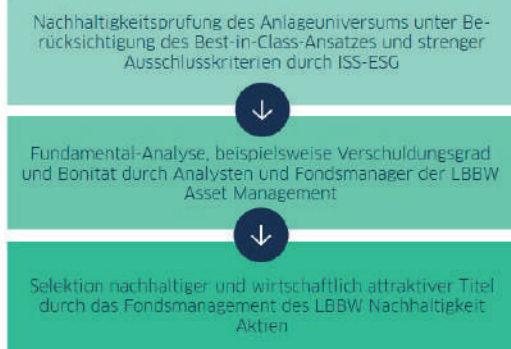 Nachhaltigkeitsprüfung des Anlageuniversums unter Be-
rücksichtigung des Best-in-Class-Ansatzes und strenger
Ausschlusskriterien durch ISS-ESG
Fundamental-Analyse, beispielsweise Verschuldungsgrad
und Bonität durch Analysten und Fondsmanager der LBBW
Asset Management
Selektion nachhaltiger und wirtschaftlich attraktiver Titel
durch das Fondsmanagement des LBBW Nachhaltigkeit
Aktien